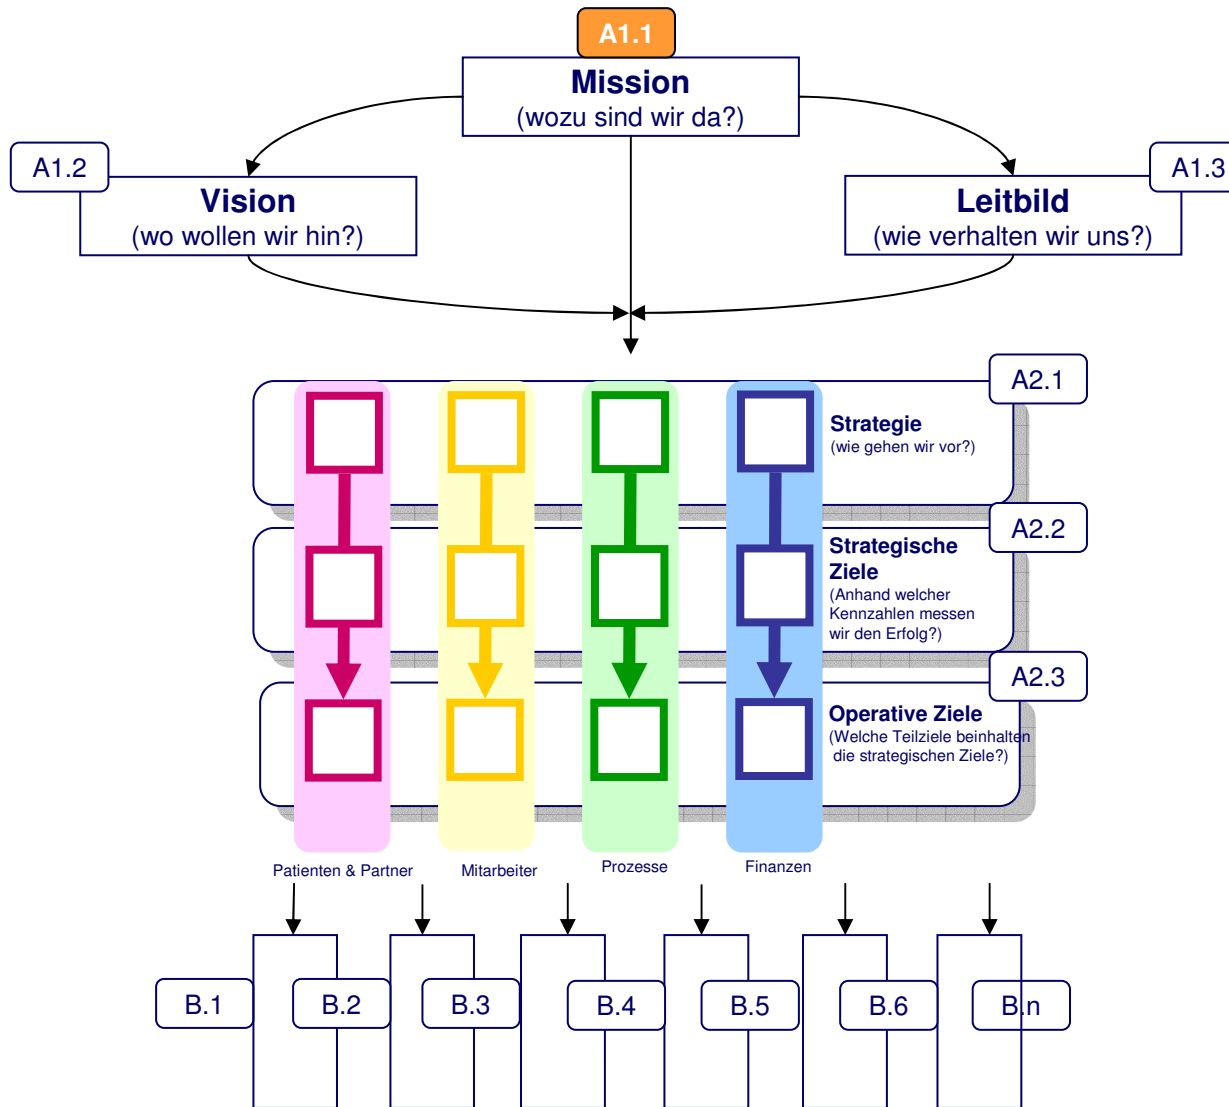 A1.1
Mission
(wozu sind wir da?)
A1.2
Vision
(wo wollen wir hin?)
A1.3
Leitbild
(wie verhalten wir uns?)
A2.1
Strategie
(wie gehen wir vor?)
A2.2
Strategische
Ziele
(Anhand welcher
Kennzahlen messen
wir den Erfolg?)
A2.3
Operative Ziele
(Welche Teilziele beinhalten
die strategischen Ziele?)
Patienten & Partner
Mitarbeiter
Prozesse
Finanzen
B.1
B.2
B.3
B.4
B.5
B.6
B.n